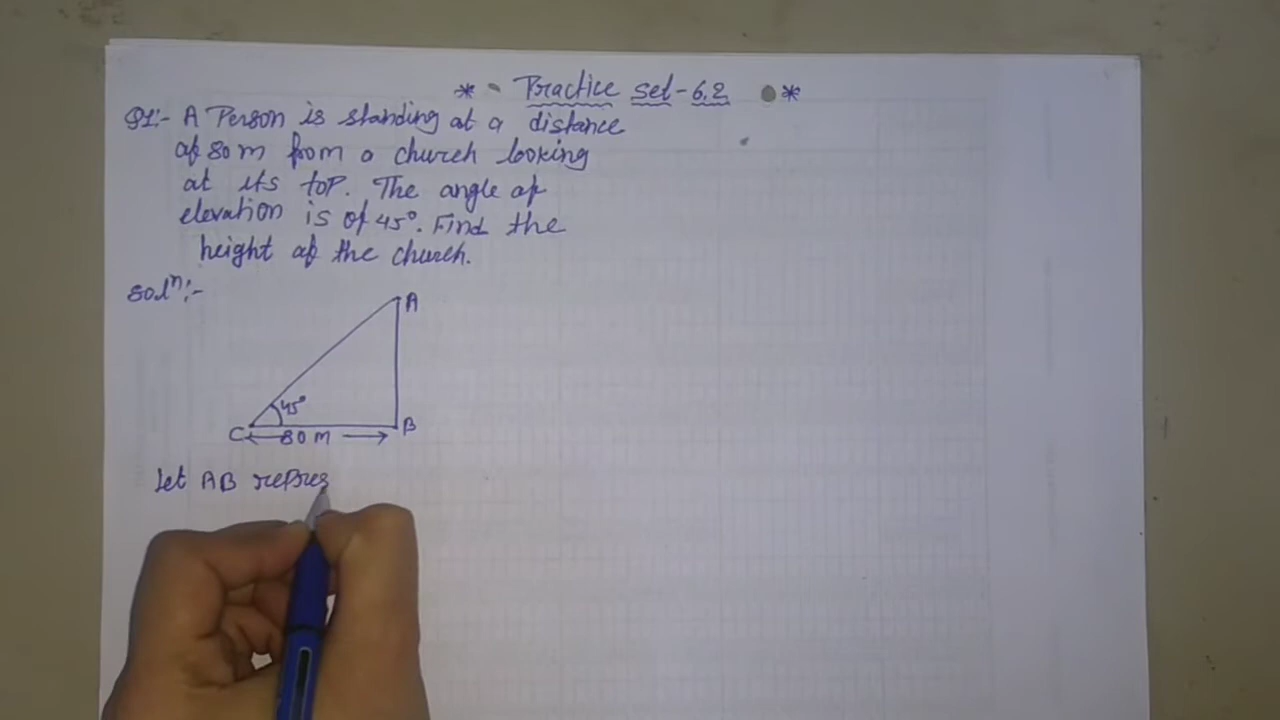 * Practice set-6.2 *
Q1:- A Person is standing at a distance
of 80 m from a church looking
at its top. The angle of
elevation is of 45°. Find the
height of the church.
Solⁿ:-
A
45°
C 80 m B
Let AB repres